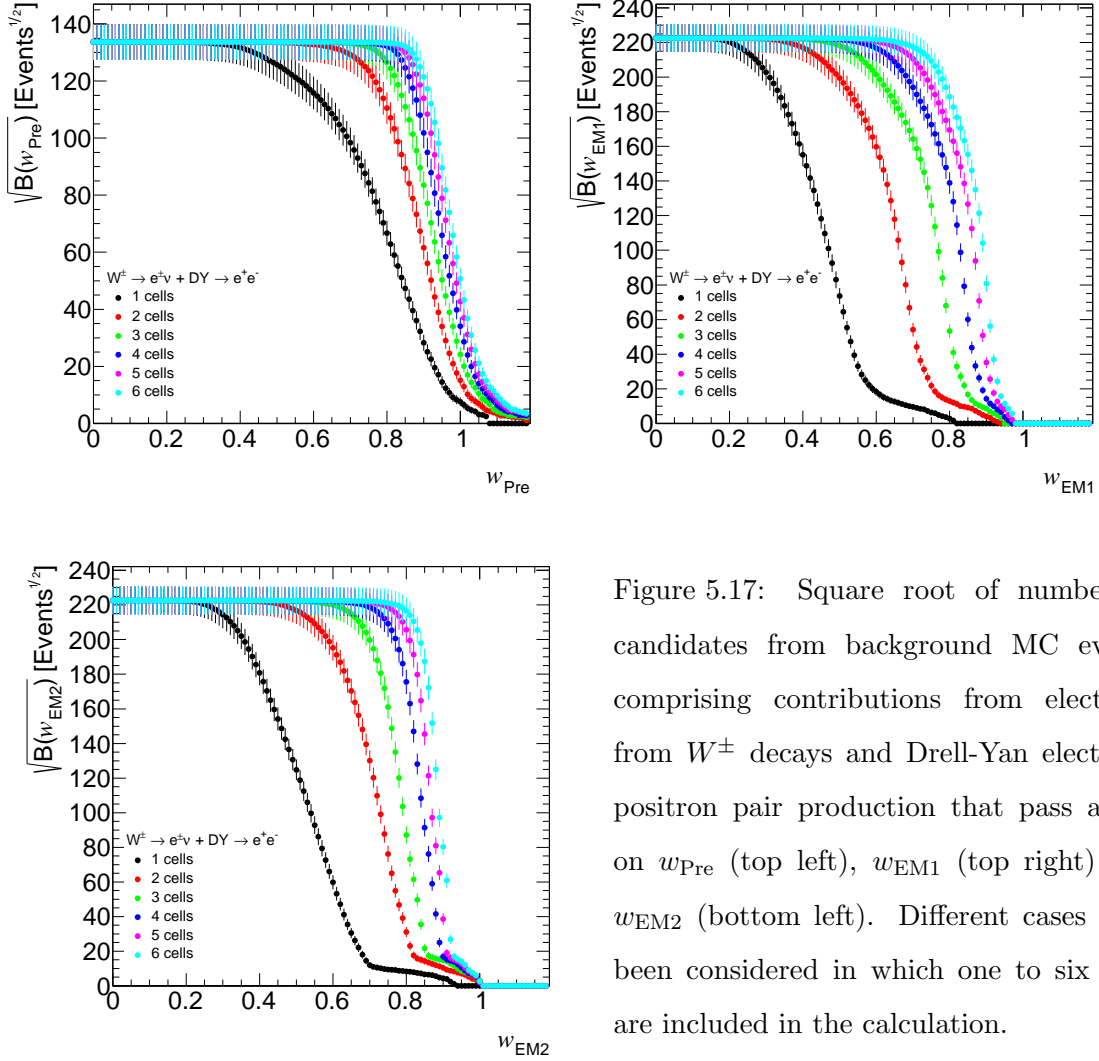 √B(w_Pre) [Events^1/2]
140
120
100
80
60
40
20
0
W± → e±ν + DY → e+e-
1 cells
2 cells
3 cells
4 cells
5 cells
6 cells
0 0.2 0.4 0.6 0.8 1
w_Pre
√B(w_EM1) [Events^1/2]
240
220
200
180
160
140
120
100
80
60
40
20
0
W± → e±ν + DY → e+e-
1 cells
2 cells
3 cells
4 cells
5 cells
6 cells
0 0.2 0.4 0.6 0.8 1
w_EM1
√B(w_EM2) [Events^1/2]
240
220
200
180
160
140
120
100
80
60
40
20
0
W± → e±ν + DY → e+e-
1 cells
2 cells
3 cells
4 cells
5 cells
6 cells
0 0.2 0.4 0.6 0.8 1
w_EM2
Figure 5.17: Square root of number
candidates from background MC ev
comprising contributions from elect
from W± decays and Drell-Yan elect
positron pair production that pass a
on w_Pre (top left), w_EM1 (top right)
w_EM2 (bottom left). Different cases
been considered in which one to six
are included in the calculation.